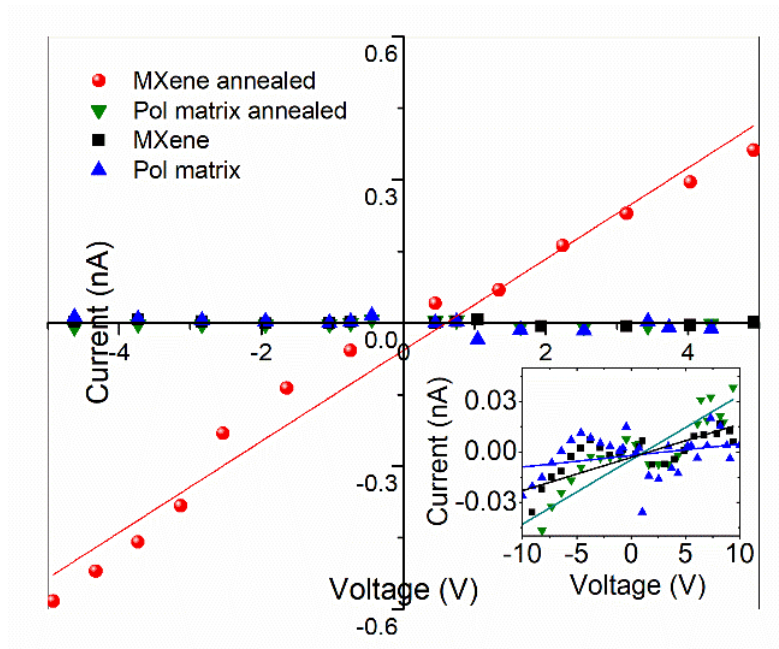 0.6
MXene annealed
Pol matrix annealed
MXene
Pol matrix
0.3
Current (nA)
0.0
-4
-2
0
2
4
-0.3
Voltage (V)
-0.6
Current (nA)
0.03
0.00
-0.03
-10
-5
0
5
10
Voltage (V)